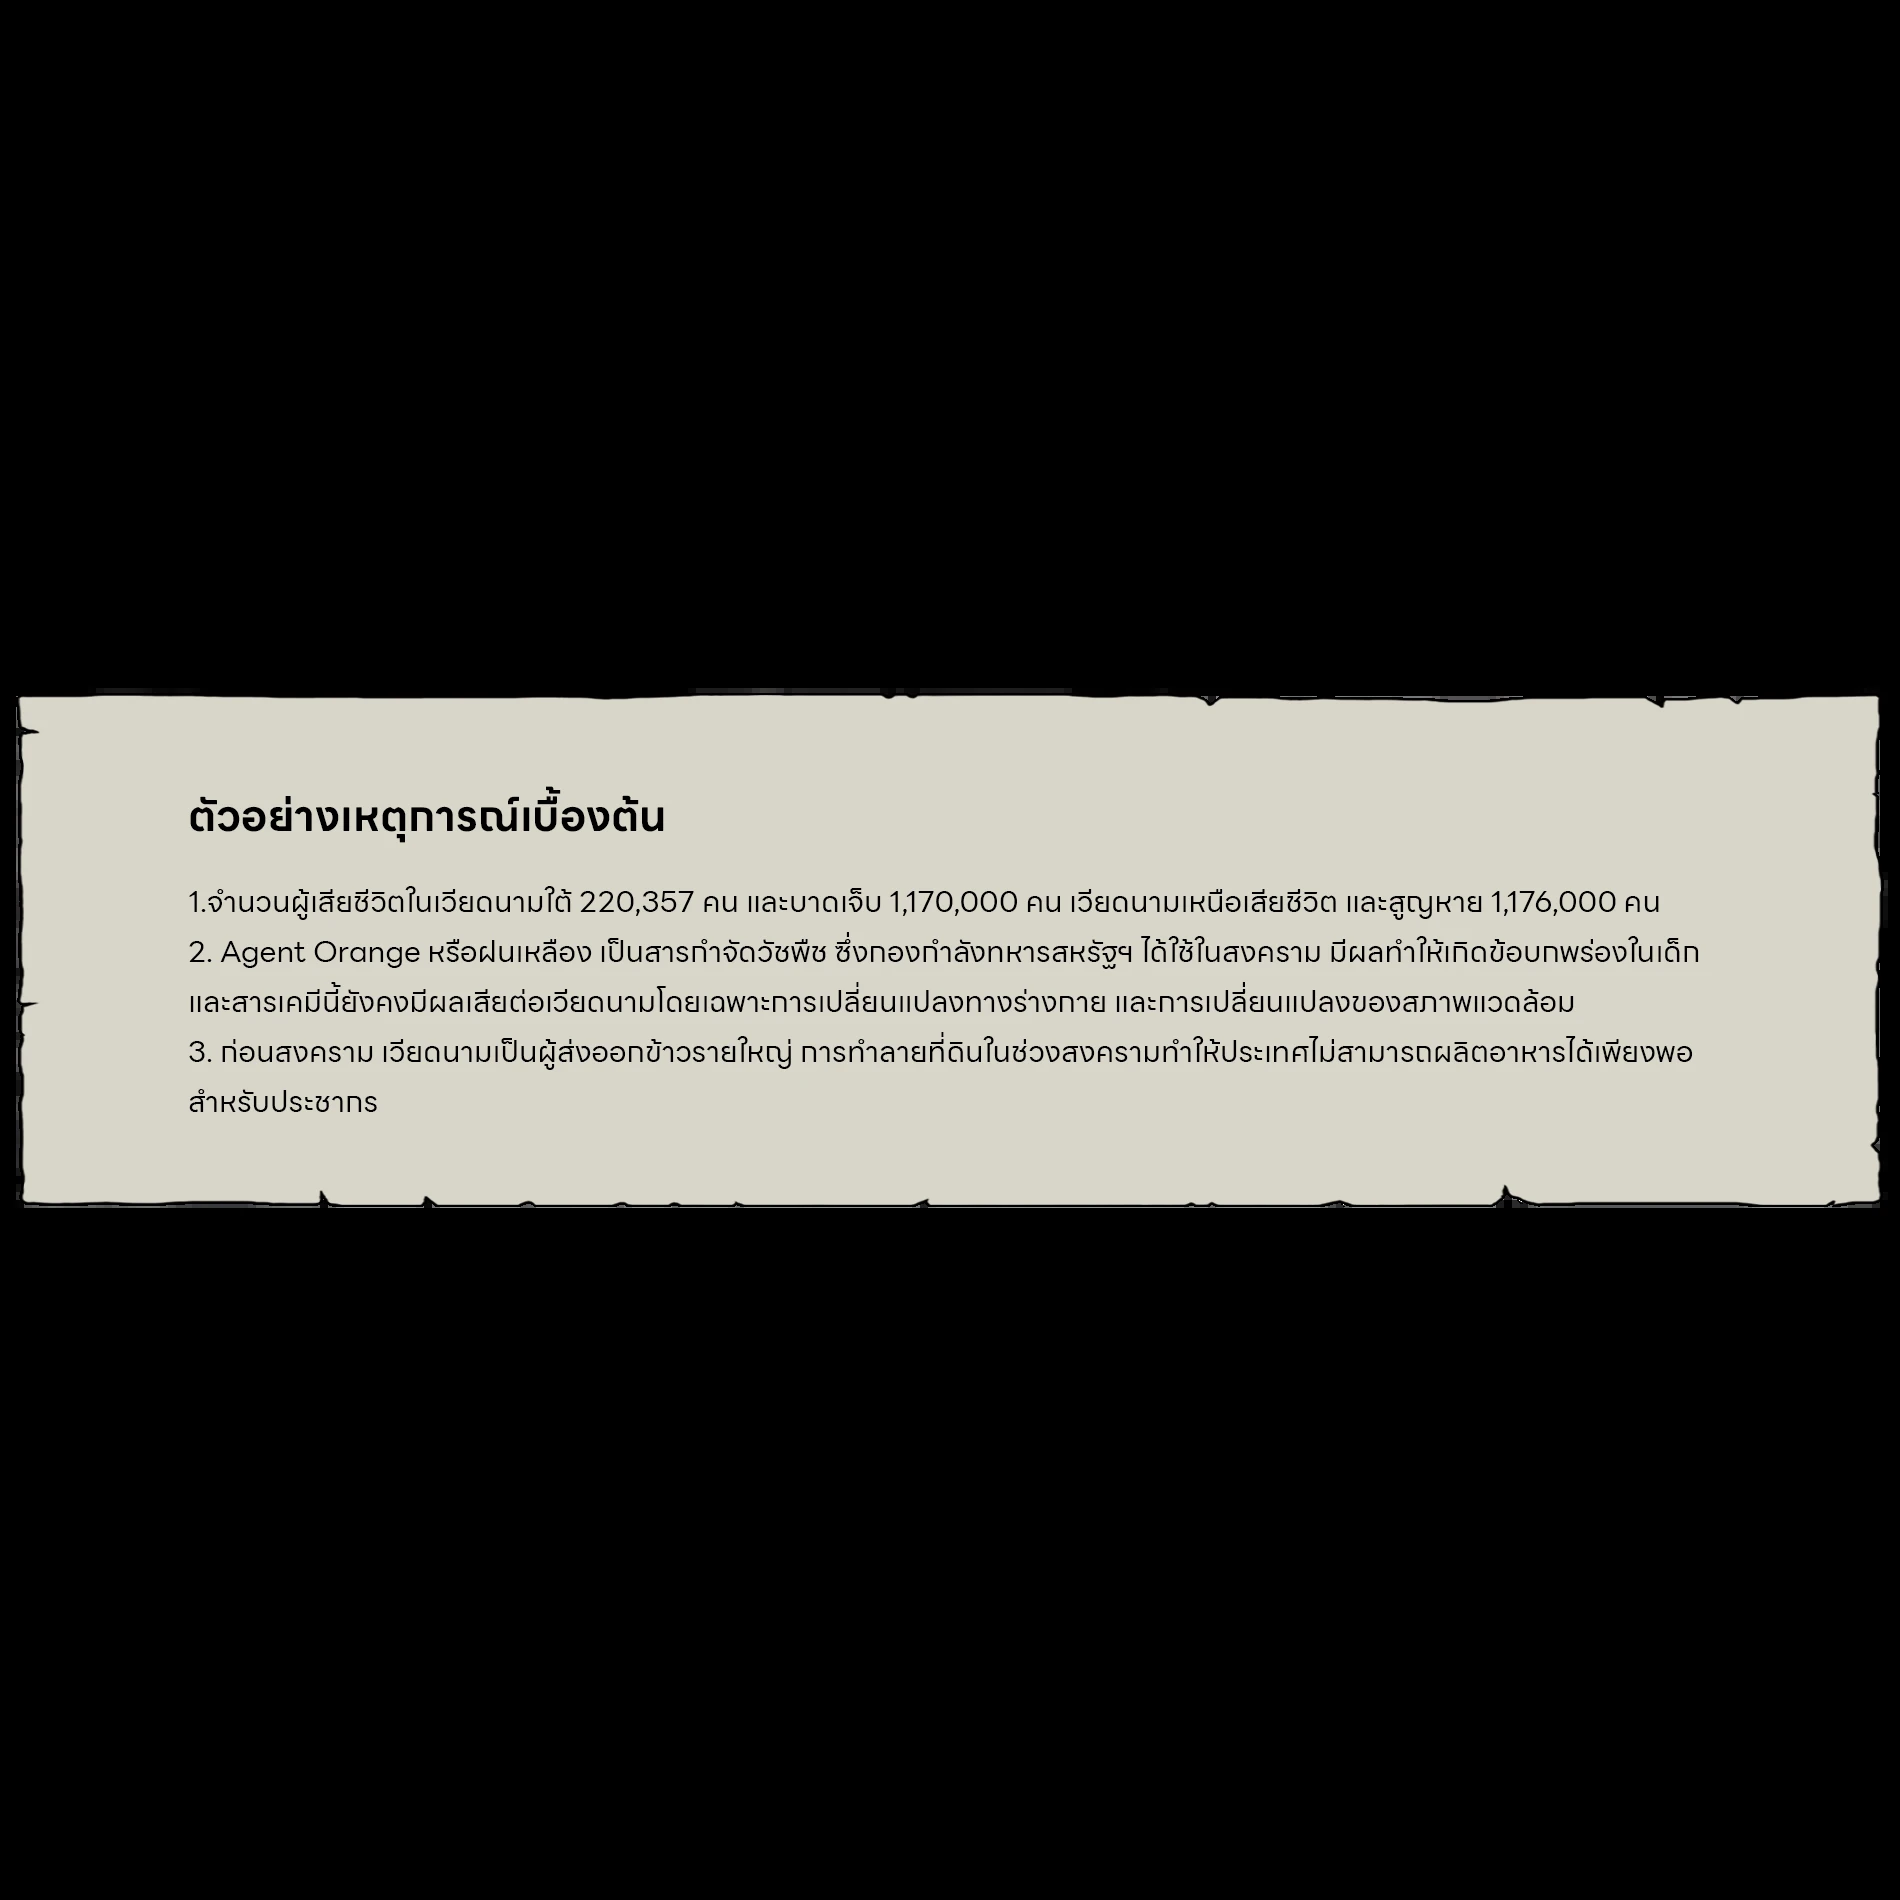 ตัวอย่างเหตุการณ์เบื้องต้น
1.จำนวนผู้เสียชีวิตในเวียดนามใต้ 220,357 คน และบาดเจ็บ 1,170,000 คน เวียดนามเหนือเสียชีวิต และสูญหาย 1,176,000 คน
2. Agent Orange หรือฝนเหลือง เป็นสารกำจัดวัชพืช ซึ่งกองกำลังทหารสหรัฐฯ ได้ใช้ในสงคราม มีผลทำให้เกิดข้อบกพร่องในเด็ก
และสารเคมีนี้ยังคงมีผลเสียต่อเวียดนามโดยเฉพาะการเปลี่ยนแปลงทางร่างกาย และการเปลี่ยนแปลงของสภาพแวดล้อม
3. ก่อนสงคราม เวียดนามเป็นผู้ส่งออกข้าวรายใหญ่ การทำลายที่ดินในช่วงสงครามทำให้ประเทศไม่สามารถผลิตอาหารได้เพียงพอ
สำหรับประชากร